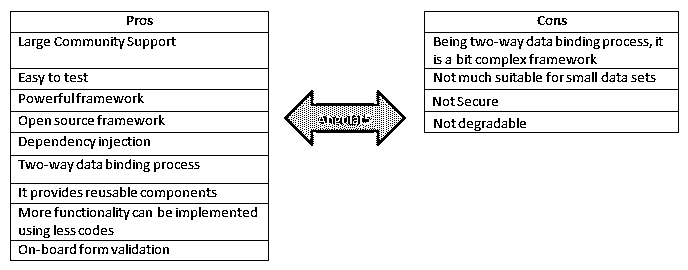 Pros
Large Community Support
Easy to test
Powerful framework
Open source framework
Dependency injection
Two-way data binding process
It provides reusable components
More functionality can be implemented
using less codes
On-board form validation
Cons
Being two-way data binding process, it
is a bit complex framework
Not much suitable for small data sets
Not Secure
Not degradable